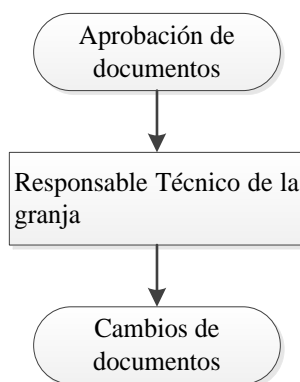 Aprobación de
documentos
Responsable Técnico de la
granja
Cambios de
documentos